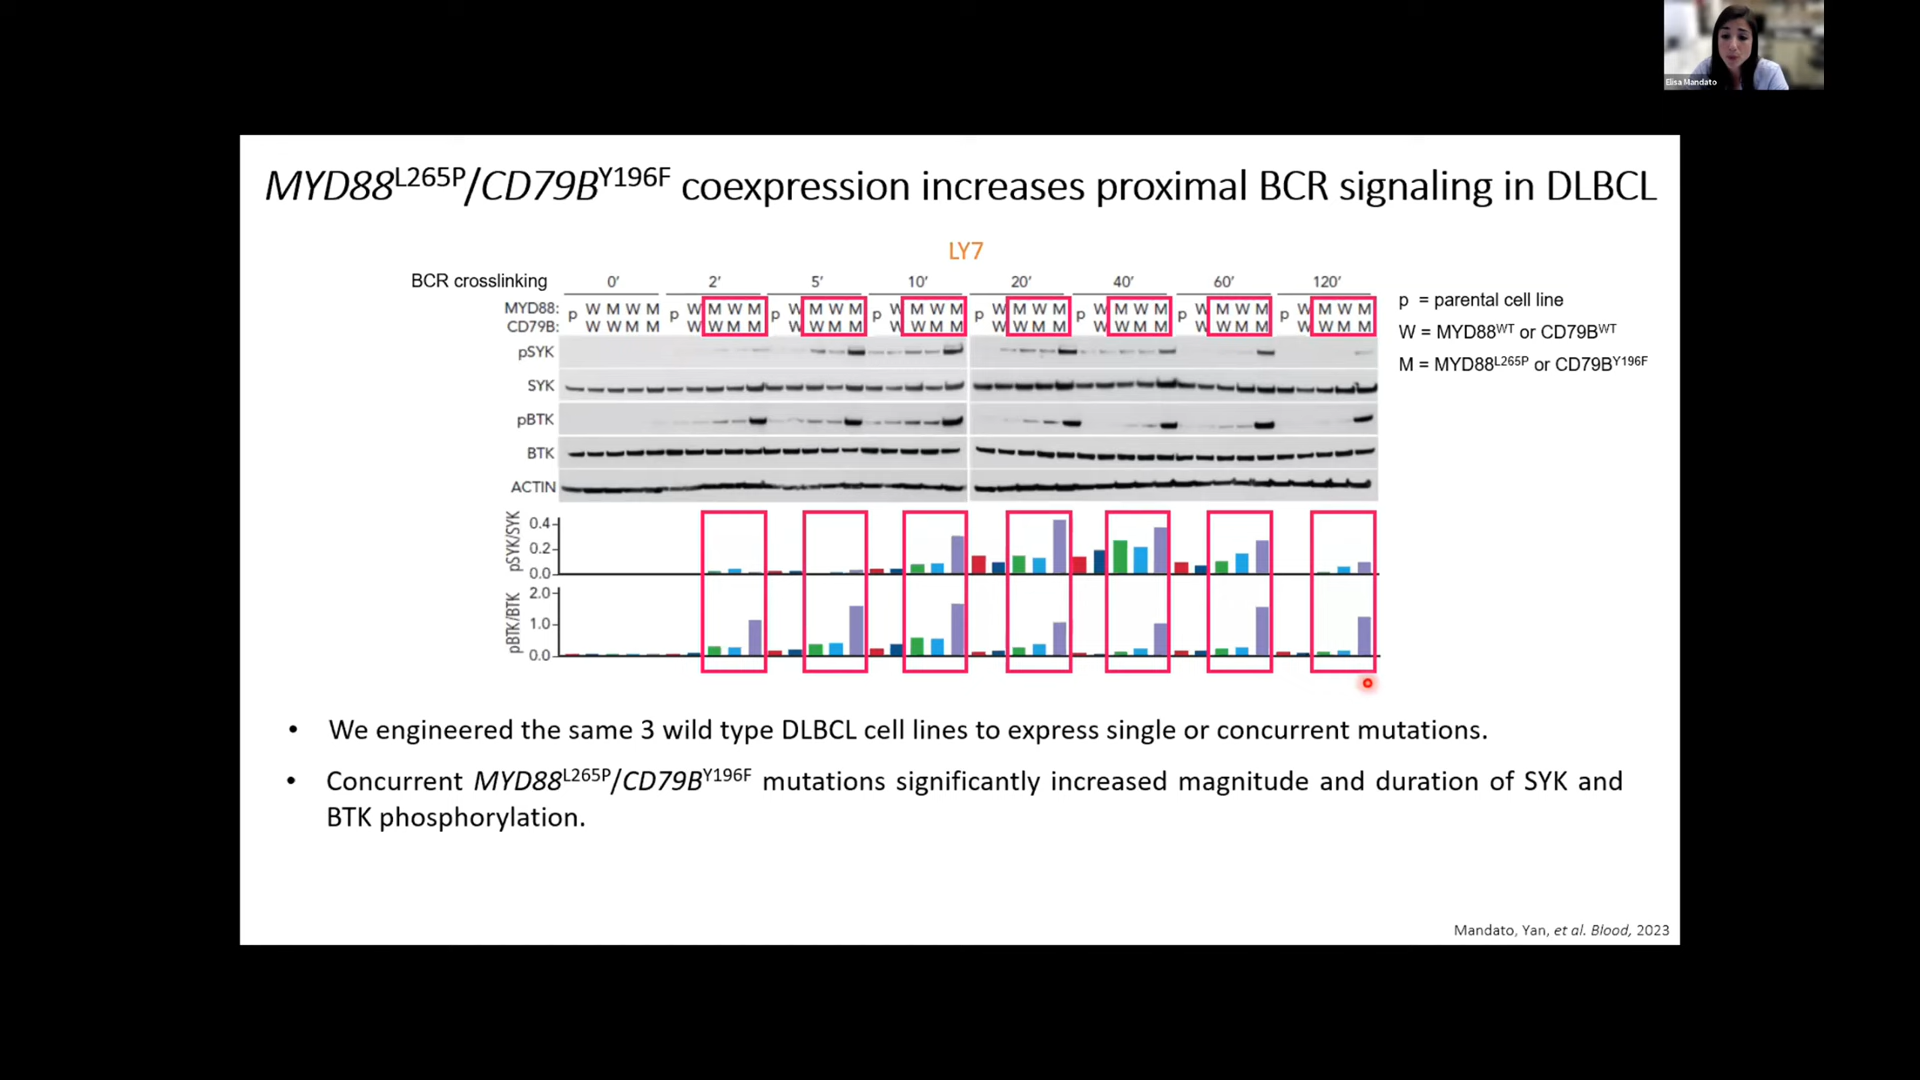 Elisa Mandato
MYD88L265P/CD79BY196F coexpression increases proximal BCR signaling in DLBCL
LY7
BCR crosslinking 0′ 2′ 5′ 10′ 20′ 40′ 60′ 120′
MYD88: p W M W M p W M W M p W M W M p W M W M p W M W M p W M W M p W M W M p W M W M
CD79B: W W M M W W M M W W M M W W M M W W M M W W M M W W M M W W M M
p = parental cell line
W = MYD88WT or CD79BWT
M = MYD88L265P or CD79BY196F
pSYK
SYK
pBTK
BTK
ACTIN
pSYK/SYK
0.4
0.2
0.0
pBTK/BTK
2.0
1.0
0.0
• We engineered the same 3 wild type DLBCL cell lines to express single or concurrent mutations.
• Concurrent MYD88L265P/CD79BY196F mutations significantly increased magnitude and duration of SYK and
BTK phosphorylation.
Mandato, Yan, et al. Blood, 2023